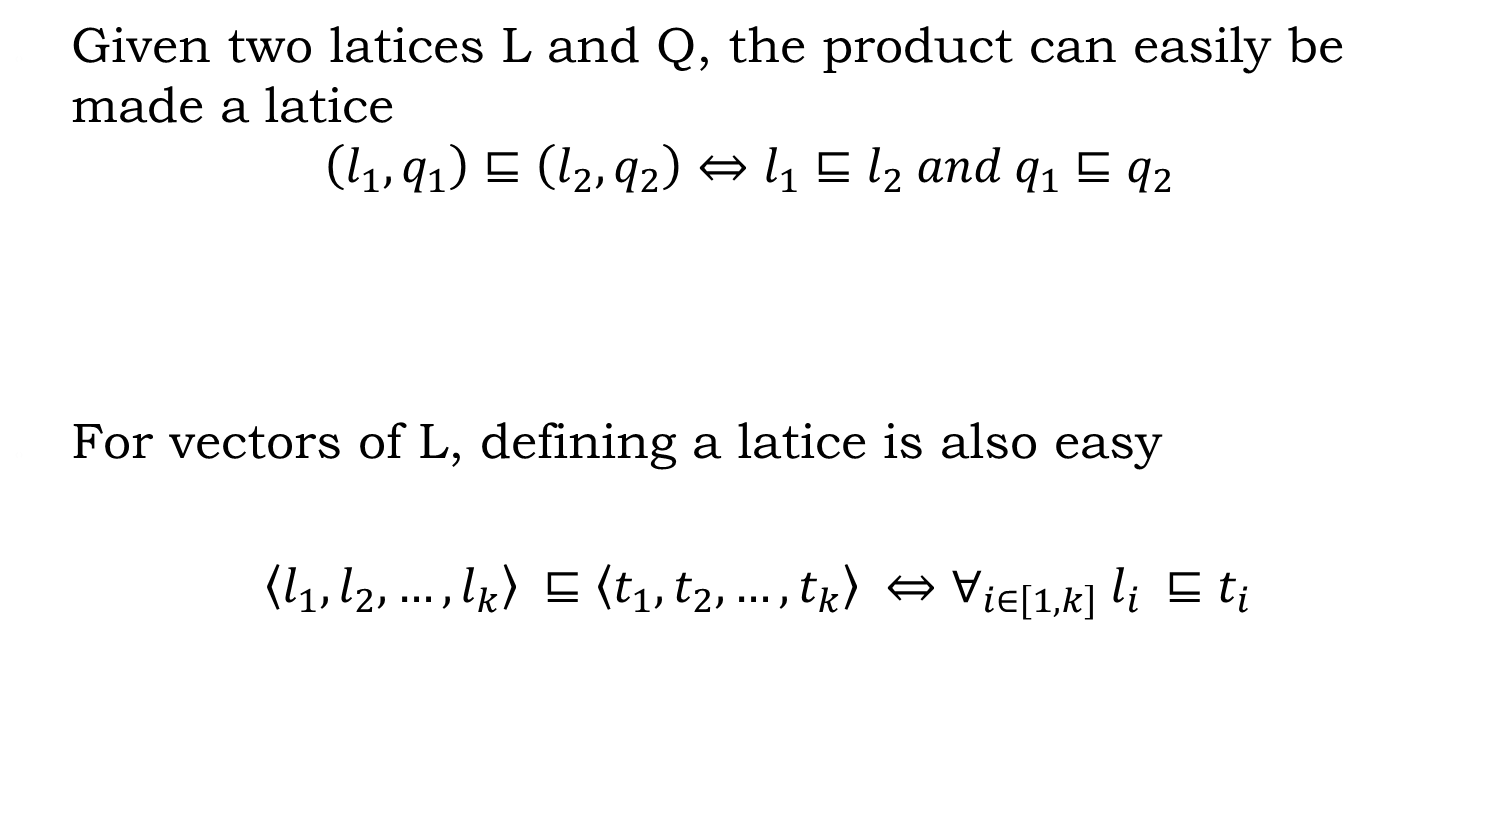 Given two latices L and Q, the product can easily be
made a latice
(l₁, q₁) ⊑ (l₂, q₂) ⇔ l₁ ⊑ l₂ and q₁ ⊑ q₂
For vectors of L, defining a latice is also easy
⟨l₁, l₂, … , lₖ⟩ ⊑ ⟨t₁, t₂, … , tₖ⟩ ⇔ ∀_{i∈[1,k]} lᵢ ⊑ tᵢ